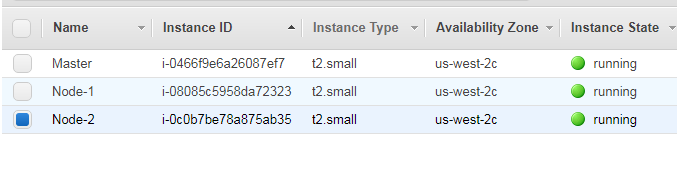 Name Instance ID Instance Type Availability Zone Instance State
Master i-0466f9e6a26087ef7 t2.small us-west-2c running
Node-1 i-08085c5958da72323 t2.small us-west-2c running
Node-2 i-0c0b7be78a875ab35 t2.small us-west-2c running